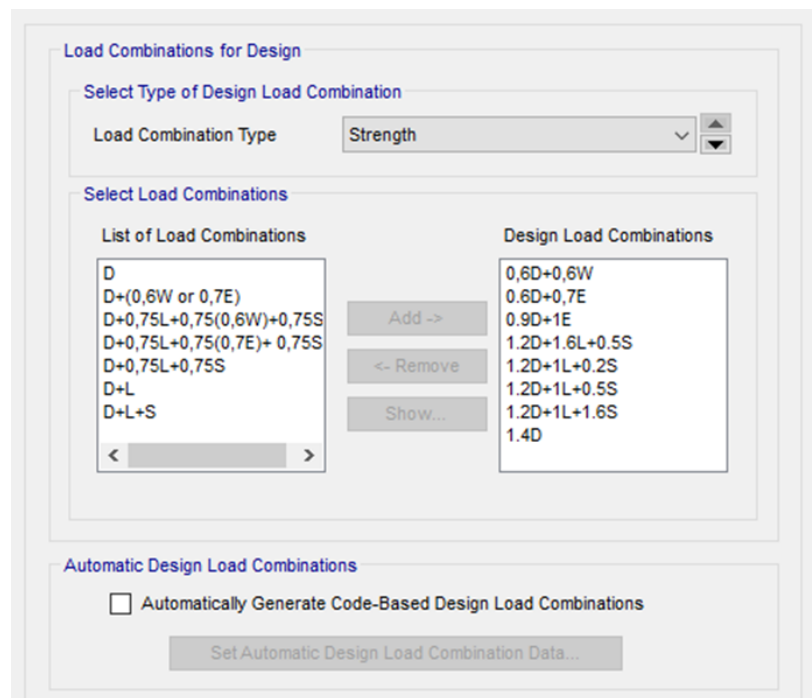 Load Combinations for Design
Select Type of Design Load Combination
Load Combination Type
Strength
Select Load Combinations
List of Load Combinations
D
D+(0,6W or 0,7E)
D+0,75L+0,75(0,6W)+0,75S
D+0,75L+0,75(0,7E)+ 0,75S
D+0,75L+0,75S
D+L
D+L+S
Add ->
<- Remove
Show...
Design Load Combinations
0,6D+0,6W
0.6D+0,7E
0.9D+1E
1.2D+1.6L+0.5S
1.2D+1L+0.2S
1.2D+1L+0.5S
1.2D+1L+1.6S
1.4D
Automatic Design Load Combinations
Automatically Generate Code-Based Design Load Combinations
Set Automatic Design Load Combination Data...